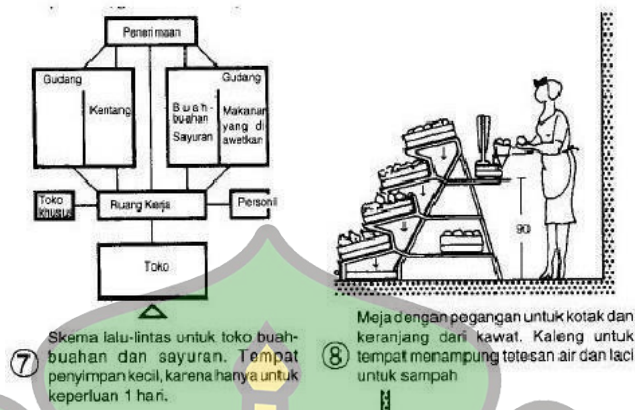 Penerimaan
Gudang
Kentang
Gudang
Buah-
buahan
Sayuran
Makanan
yang di
awetkan
Toko
khusus
Ruang Kerja
Personil
Toko
7
Skema lalu-lintas untuk toko buah-
buahan dan sayuran. Tempat
penyimpan kecil, karena hanya untuk
keperluan 1 hari.
90
8
Meja dengan pegangan untuk kotak dan
keranjang dari kawat. Kaleng untuk
tempat menampung tetesan air dan laci
untuk sampah